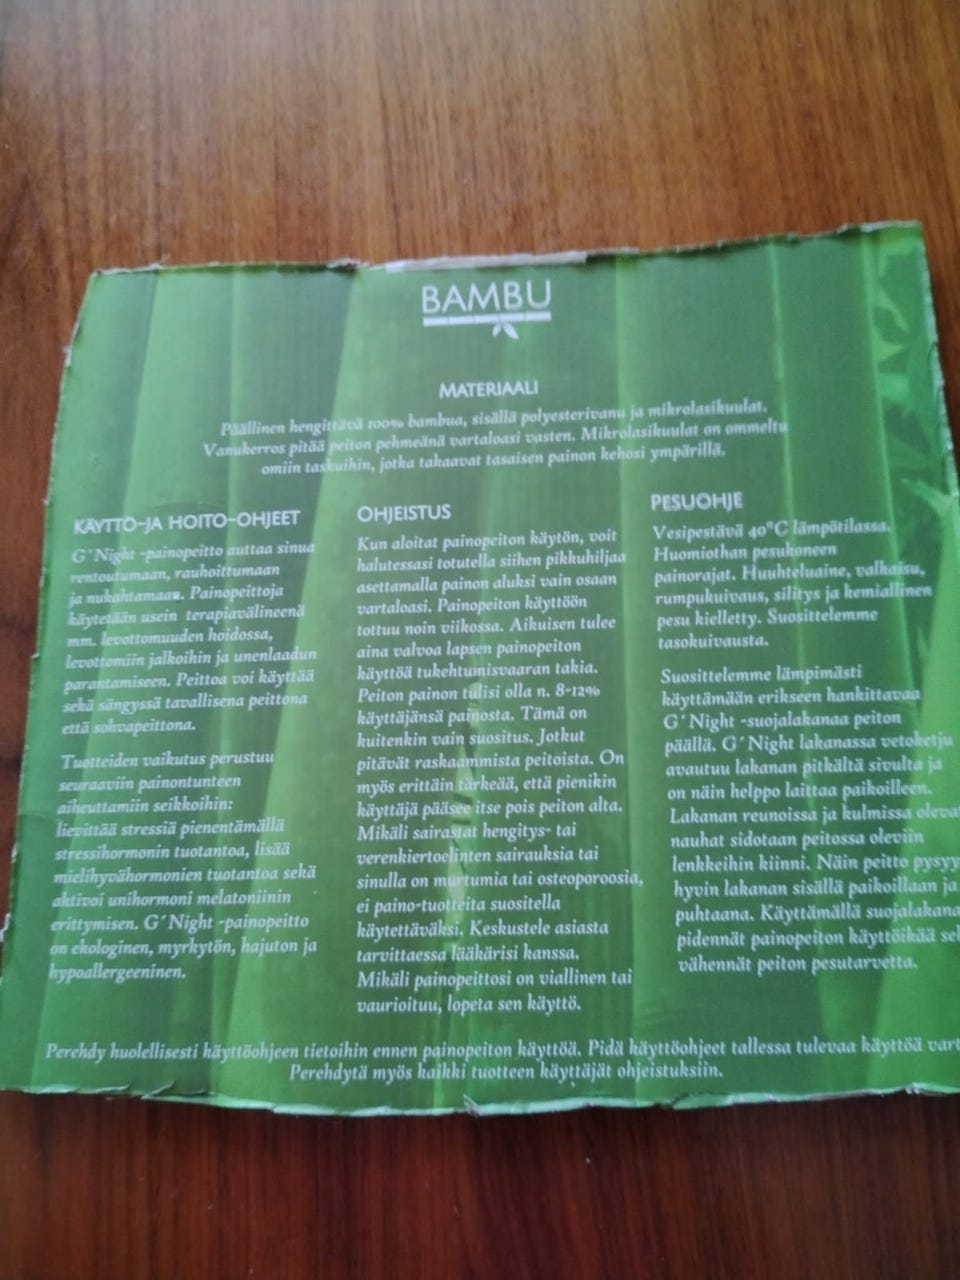 BAMBU
MATERIAALI
Päällinen hengittävä 100% bambua, sisällä polyesterivanu ja mikrolasikuulat.
Vanukerros pitää peiton pehmeänä vartaloasi vasten. Mikrolasikuulat on ommeltu
omiin taskuihin, jotka takaavat tasaisen painon kehosi ympärillä.
KÄYTTÖ-JA HOITO-OHJEET
G´Night -painopeitto auttaa sinua
rentoutumaan, rauhoittumaan
ja nukahtamaan. Painopeittoja
käytetään usein terapiavälineenä
mm. levottomuuden hoidossa,
levottomiin jalkoihin ja unenlaadun
parantamiseen. Peittoa voi käyttää
sekä sängyssä tavallisena peittona
että sohvapeittona.
Tuotteiden vaikutus perustuu
seuraaviin painontunteen
aiheuttamiin seikkoihin:
lievittää stressiä pienentämällä
stressihormonin tuotantoa, lisää
mielihyvähormonien tuotantoa sekä
aktivoi unihormoni melatoniinin
erittymisen. G´Night -painopeitto
on ekologinen, myrkytön, hajuton ja
hypoallergeeninen.
OHJEISTUS
Kun aloitat painopeiton käytön, voit
halutessasi totutella siihen pikkuhiljaa
asettamalla painon aluksi vain osaan
vartaloasi. Painopeiton käyttöön
tottuu noin viikossa. Aikuisen tulee
aina valvoa lapsen painopeiton
käyttöä tukehtumisvaaran takia.
Peiton painon tulisi olla n. 8-12%
käyttäjänsä painosta. Tämä on
kuitenkin vain suositus. Jotkut
pitävät raskaammista peitoista. On
myös erittäin tärkeää, että pienikin
käyttäjä pääsee itse pois peiton alta.
Mikäli sairastat hengitys- tai
verenkiertoelinten sairauksia tai
sinulla on murtumia tai osteoporoosia,
ei paino-tuotteita suositella
käytettäväksi. Keskustele asiasta
tarvittaessa lääkärisi kanssa.
Mikäli painopeittosi on viallinen tai
vaurioituu, lopeta sen käyttö.
PESUOHJE
Vesipestävä 40°C lämpötilassa.
Huomiothan pesukoneen
painorajat. Huuhteluaine, valkaisu,
rumpukuivaus, silitys ja kemiallinen
pesu kielletty. Suosittelemme
tasokuivausta.
Suosittelemme lämpimästi
käyttämään erikseen hankittavaa
G´Night -suojalakanaa peiton
päällä. G´Night lakanassa vetoketju
avautuu lakanan pitkältä sivulta ja
on näin helppo laittaa paikoilleen.
Lakanan reunoissa ja kulmissa oleva
nauhat sidotaan peitossa oleviin
lenkkeihin kiinni. Näin peitto pysyy
hyvin lakanan sisällä paikoillaan ja
puhtaana. Käyttämällä suojalakana
pidennät painopeiton käyttöikää se
vähennät peiton pesutarvetta.
Perehdy huolellisesti käyttöohjeen tietoihin ennen painopeiton käyttöä. Pidä käyttöohjeet tallessa tulevaa käyttöä vart
Perehdytä myös kaikki tuotteen käyttäjät ohjeistuksiin.